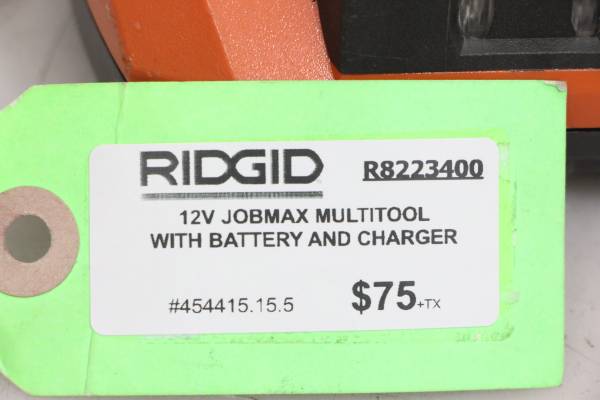 RIDGID R8223400
12V JOBMAX MULTITOOL
WITH BATTERY AND CHARGER
#454415.15.5 $75+TX